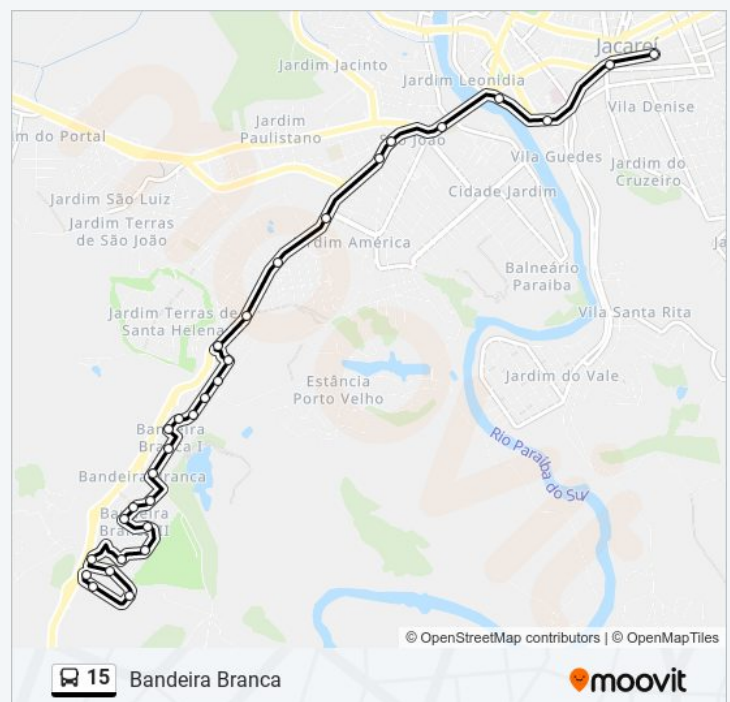 Jacareí
Jardim Jacinto
Jardim Leonídia
Vila Denise
Jardim
Paulistano
im do Portal
São João
Vila Guedes
Jardim do
Cruzeiro
Cidade Jardim
Jardim São Luiz
Jardim Terras
de São João
rdim América
Ja
Balneário
Paraiba
Jardim Terras de
Santa Helena
Vila Santa Rita
Estância
Porto Velho
Jardim do Vale
Bandeira
Branca I
Rio Paraíba
do Sul
Bandeira Branca
Bandeira
Branca II
© OpenStreetMap contributors | © OpenMapTiles
15 Bandeira Branca
moovit